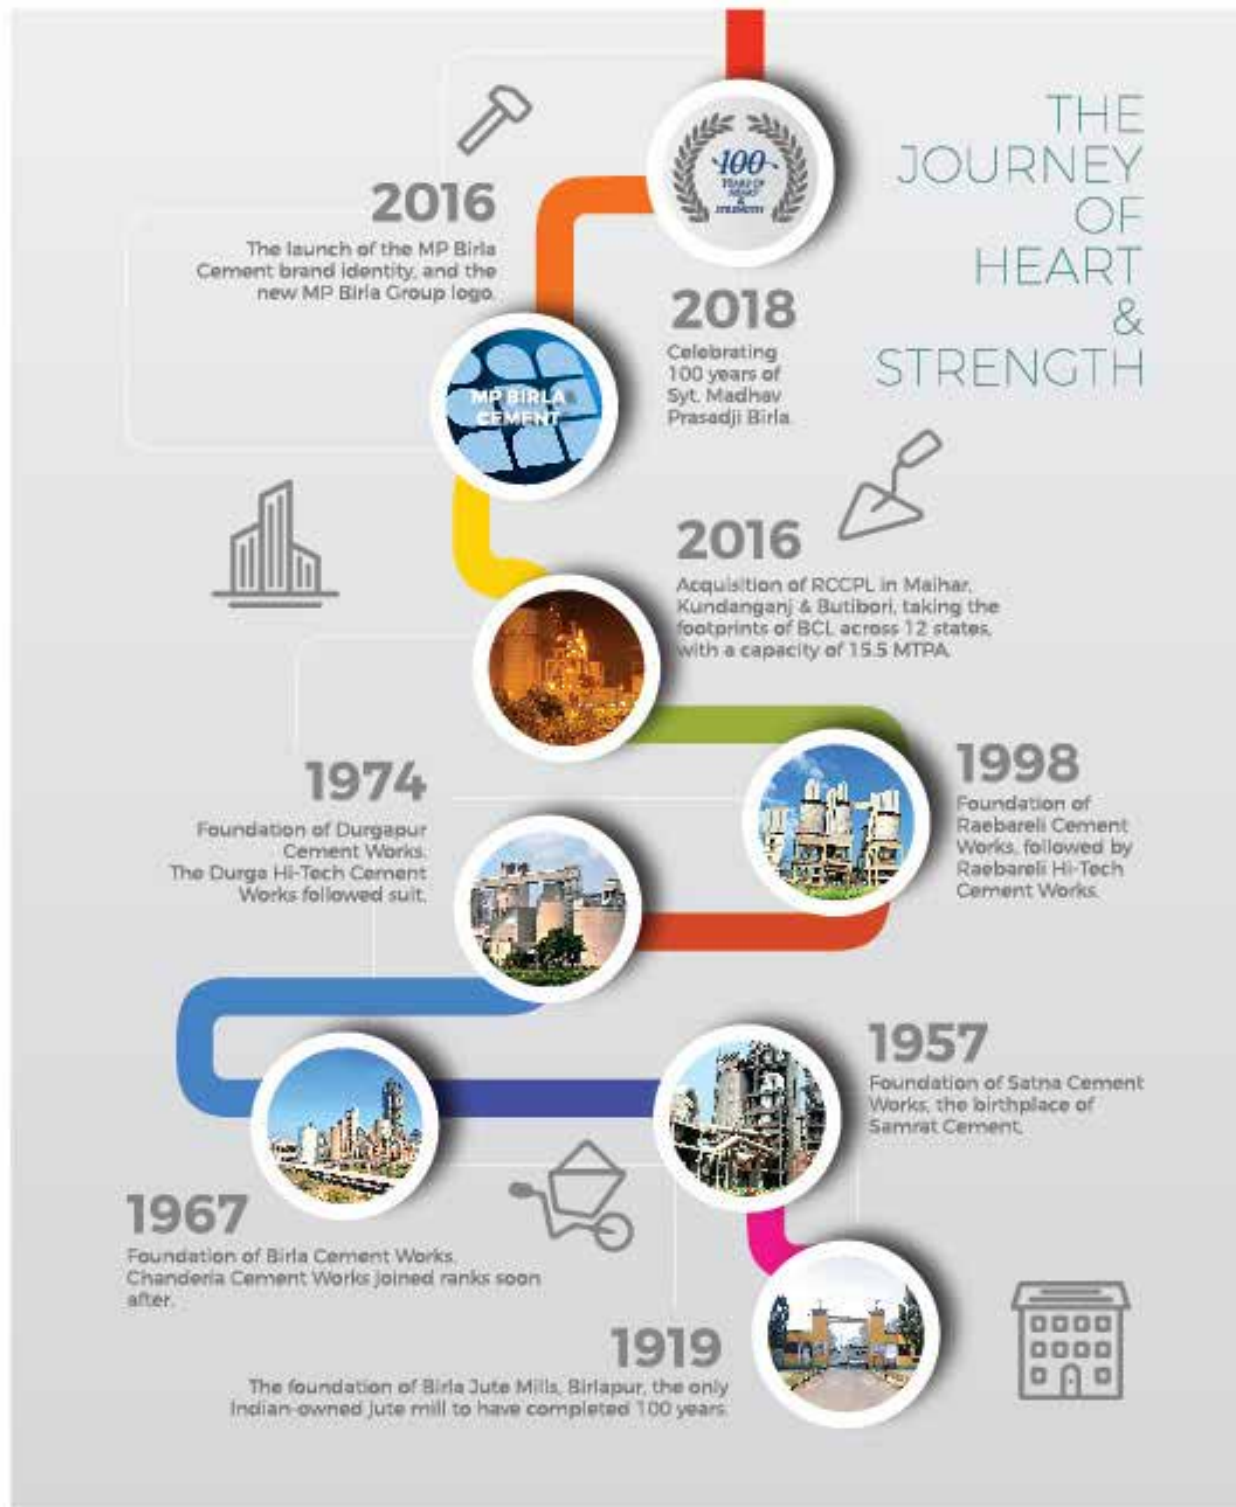 THE
JOURNEY
OF
HEART
&
STRENGTH
100
YEARS OF
HEART
&
STRENGTH
2018
Celebrating
100 years of
Syt. Madhav
Prasadji Birla
2016
The launch of the MP Birla
Cement brand identity, and the
new MP Birla Group logo.
MP BIRLA
CEMENT
2016
Acquisition of RCCPL in Maihar,
Kundanganj & Butibori, taking the
footprints of BCL across 12 states,
with a capacity of 15.5 MTPA.
1998
Foundation of
Raebareli Cement
Works, followed by
Raebareli Hi-Tech
Cement Works.
1974
Foundation of Durgapur
Cement Works.
The Durga Hi-Tech Cement
Works followed suit.
1967
Foundation of Birla Cement Works.
Chanderia Cement Works joined ranks soon
after.
1957
Foundation of Satna Cement
Works, the birthplace of
Samrat Cement.
1919
The foundation of Birla Jute Mills, Birlapur, the only
Indian-owned jute mill to have completed 100 years.